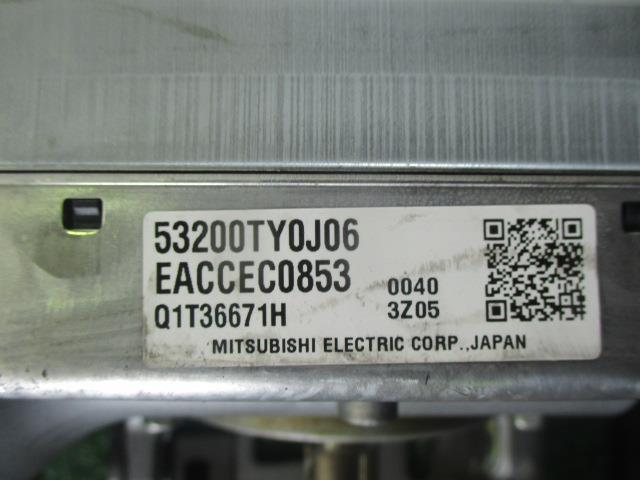 53200TY0J06
EACCEC0853 0040
Q1T36671H 3Z05
MITSUBISHI ELECTRIC CORP.,JAPAN